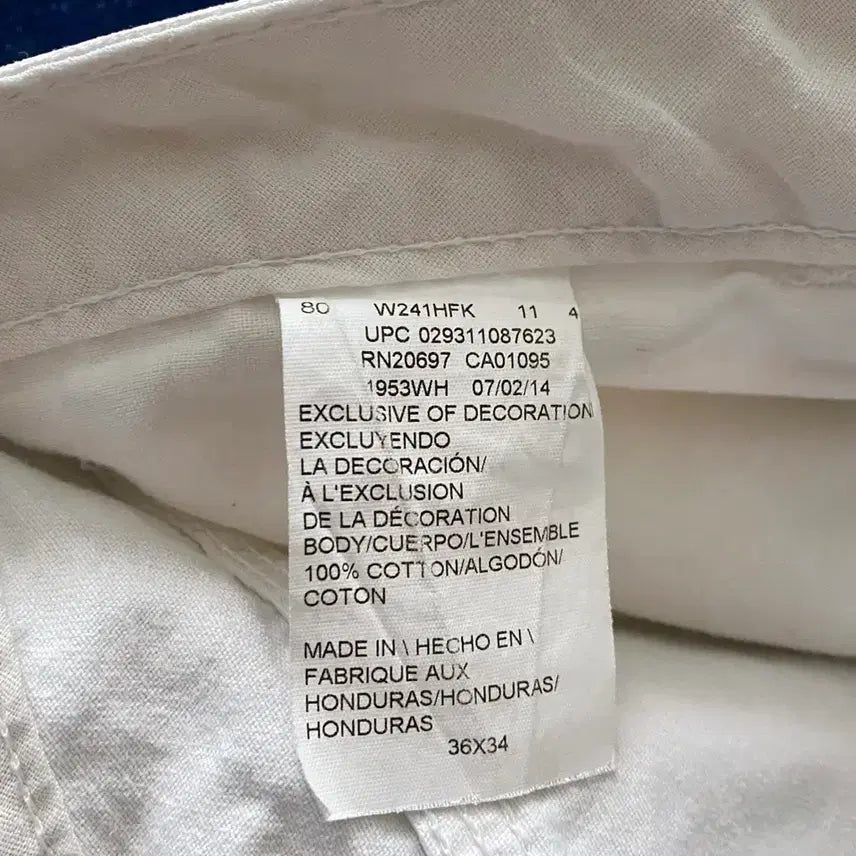 80 W241HFK 11 4
UPC 029311087623
RN20697 CA01095
1953WH 07/02/14
EXCLUSIVE OF DECORATION
EXCLUYENDO
LA DECORACIÓN/
À L'EXCLUSION
DE LA DÉCORATION
BODY/CUERPO/L'ENSEMBLE
100% COTTON/ALGODÓN/
COTON
MADE IN \ HECHO EN \
FABRIQUE AUX
HONDURAS/HONDURAS/
HONDURAS
36X34